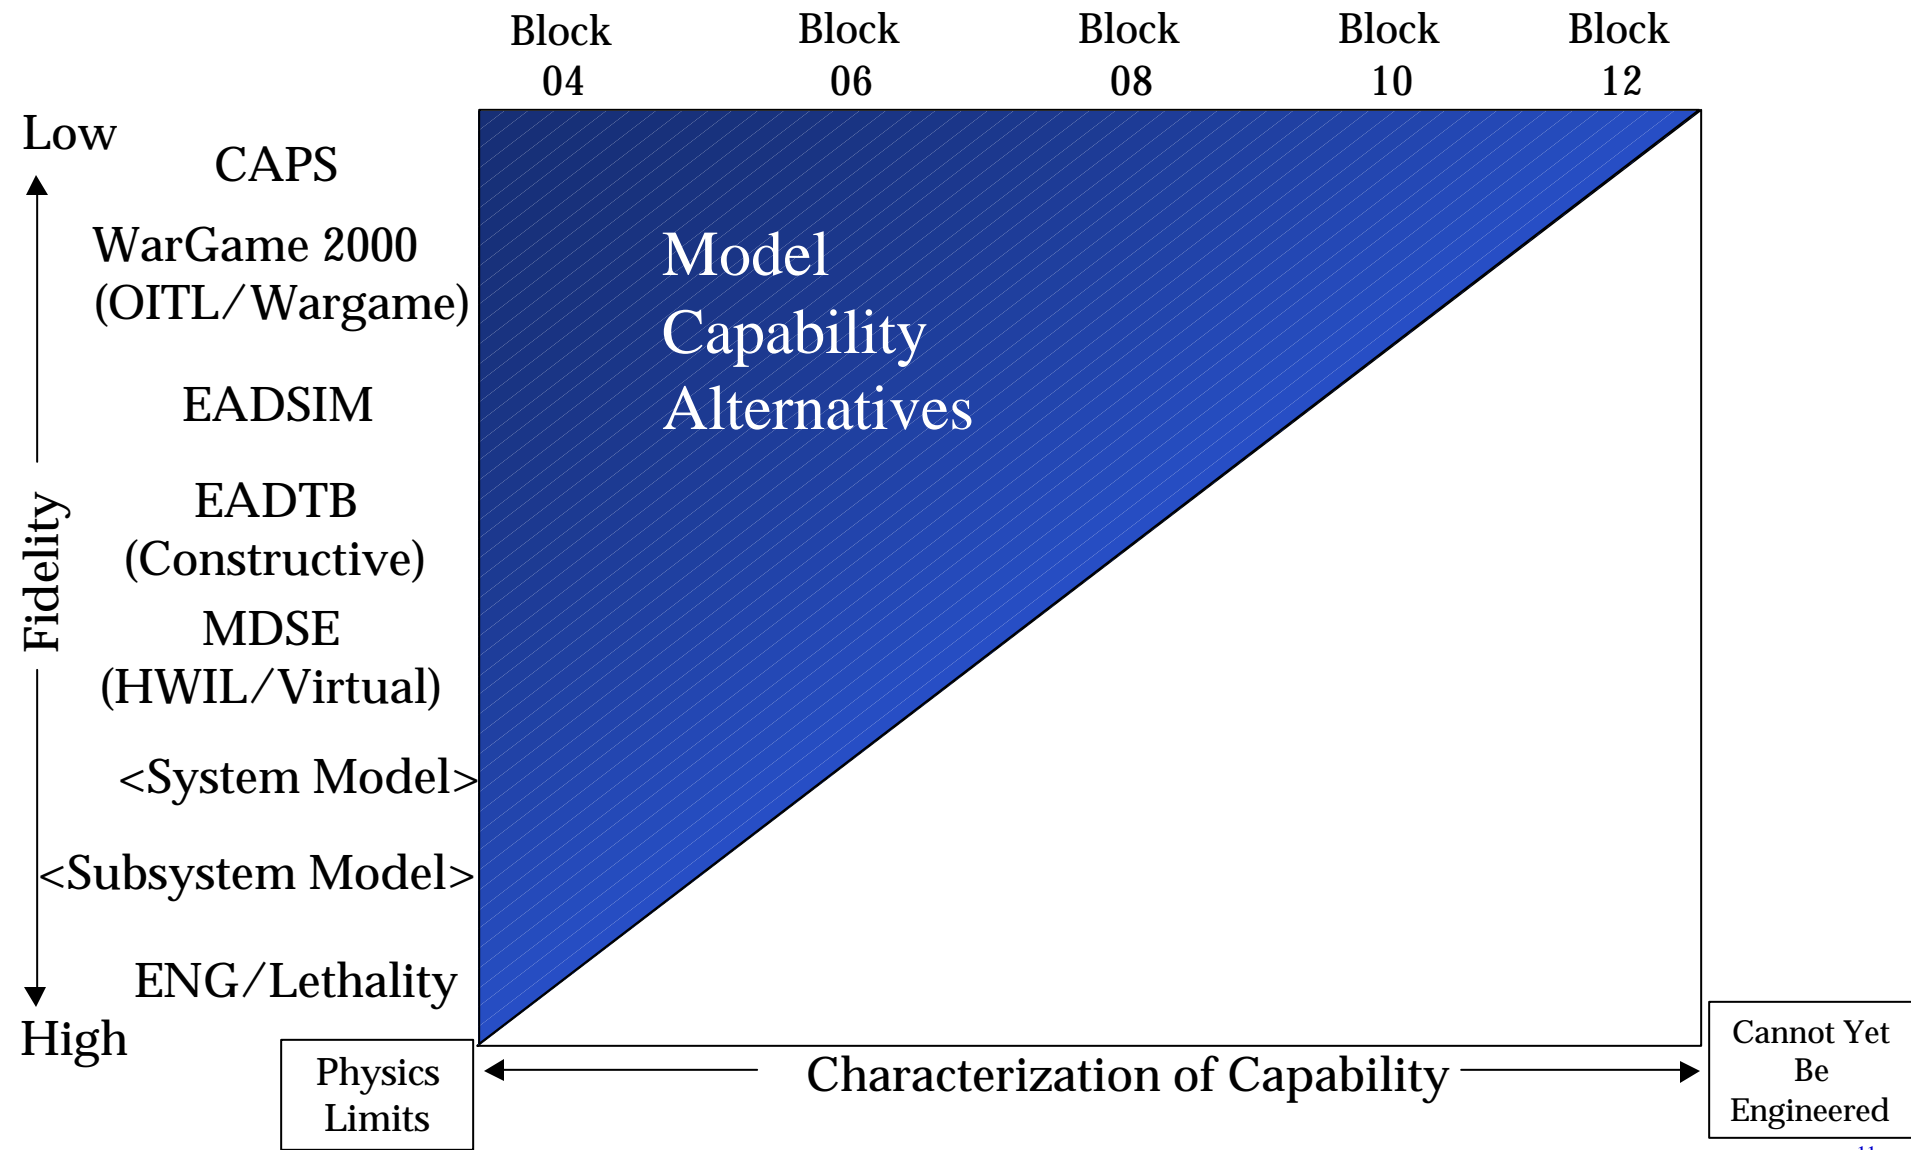 Block Block Block Block Block
04 06 08 10 12
Low
CAPS
WarGame 2000
(OITL/Wargame)
Model
Capability
Alternatives
EADSIM
EADTB
(Constructive)
Fidelity
MDSE
(HWIL/Virtual)
<System Model>
<Subsystem Model>
ENG/Lethality
High
Physics
Limits
Characterization of Capability
Cannot Yet
Be
Engineered